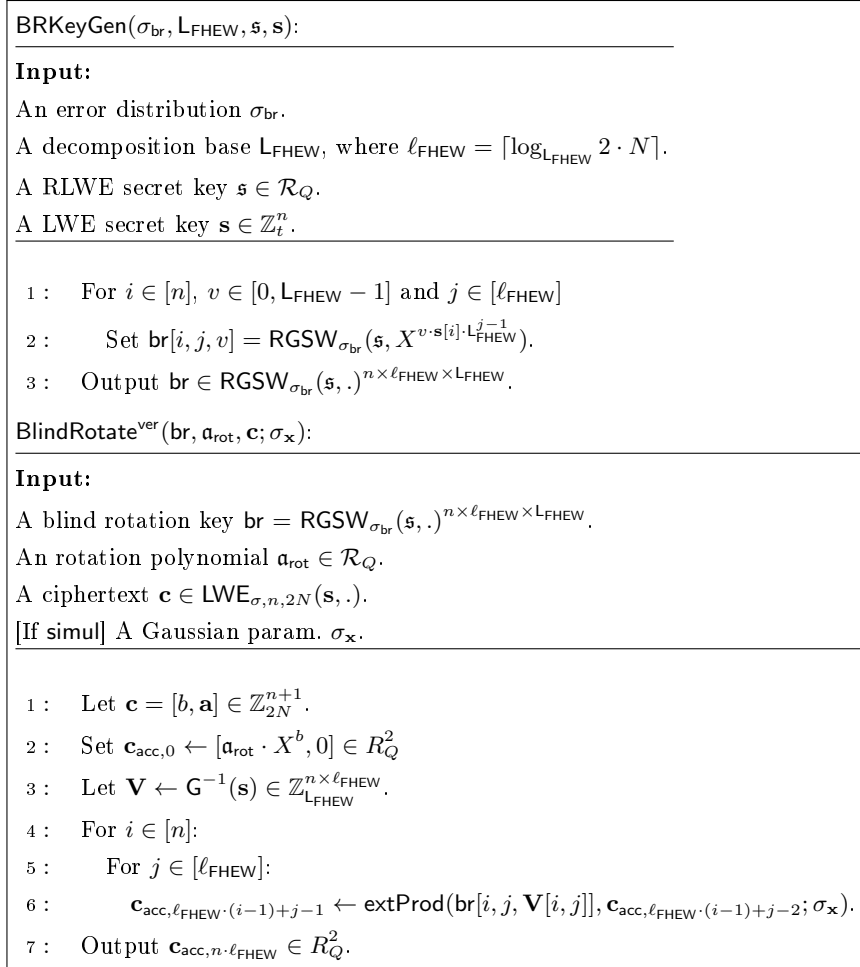 BRKeyGen(σ_br, L_FHEW, 𝔰, 𝐬):
Input:
An error distribution σ_br.
A decomposition base L_FHEW, where ℓ_FHEW = ⌈log_{L_FHEW} 2 · N⌉.
A RLWE secret key 𝔰 ∈ R_Q.
A LWE secret key 𝐬 ∈ ℤ_t^n.
1 : For i ∈ [n], v ∈ [0, L_FHEW − 1] and j ∈ [ℓ_FHEW]
2 : Set br[i, j, v] = RGSW_{σ_br}(𝔰, X^{v·𝐬[i]·L_FHEW^{j−1}}).
3 : Output br ∈ RGSW_{σ_br}(𝔰, .)^{n×ℓ_FHEW×L_FHEW}.
BlindRotate^ver(br, 𝔞_rot, 𝐜; σ_𝐱):
Input:
A blind rotation key br = RGSW_{σ_br}(𝔰, .)^{n×ℓ_FHEW×L_FHEW}.
An rotation polynomial 𝔞_rot ∈ R_Q.
A ciphertext 𝐜 ∈ LWE_{σ,n,2N}(𝐬, .).
[If simul] A Gaussian param. σ_𝐱.
1 : Let 𝐜 = [b, 𝐚] ∈ ℤ_{2N}^{n+1}.
2 : Set 𝐜_{acc,0} ← [𝔞_rot · X^b, 0] ∈ R_Q^2
3 : Let 𝐕 ← G^{−1}(𝐬) ∈ ℤ_{L_FHEW}^{n×ℓ_FHEW}.
4 : For i ∈ [n]:
5 : For j ∈ [ℓ_FHEW]:
6 : 𝐜_{acc,ℓ_FHEW·(i−1)+j−1} ← extProd(br[i, j, 𝐕[i, j]], 𝐜_{acc,ℓ_FHEW·(i−1)+j−2}; σ_𝐱).
7 : Output 𝐜_{acc,n·ℓ_FHEW} ∈ R_Q^2.